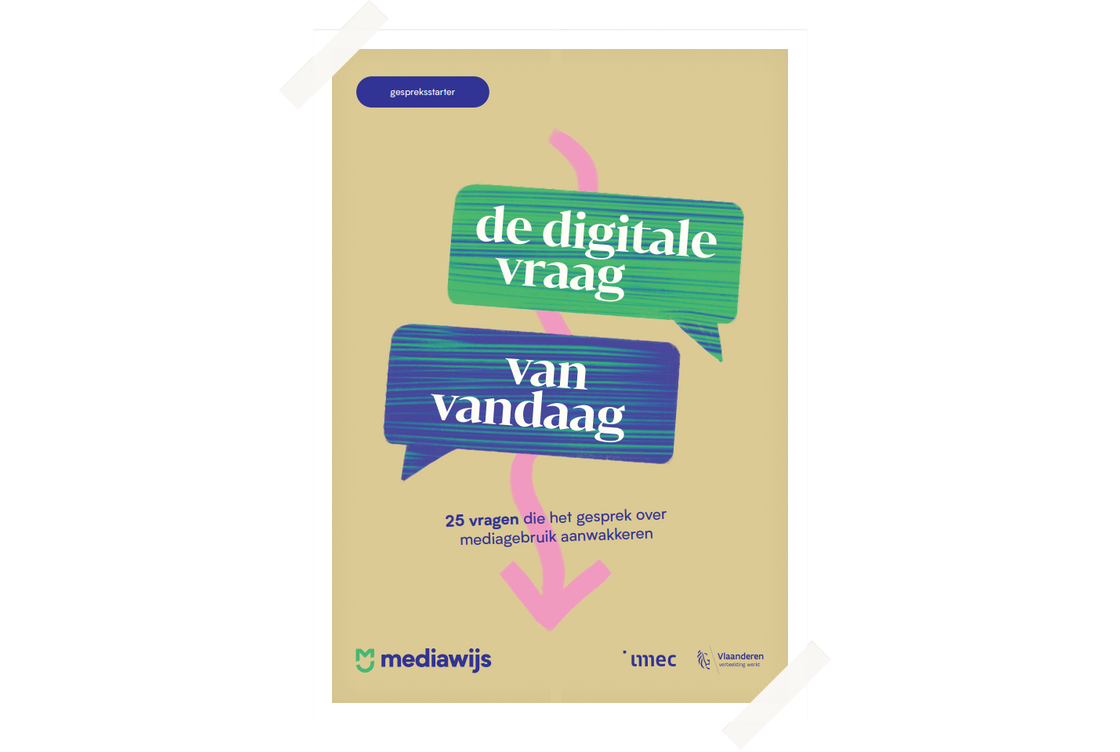 gespreksstarter
de digitale
vraag
van
vandaag
25 vragen die het gesprek over
mediagebruik aanwakkeren
mediawijs
imec
Vlaanderen
verbeelding werkt